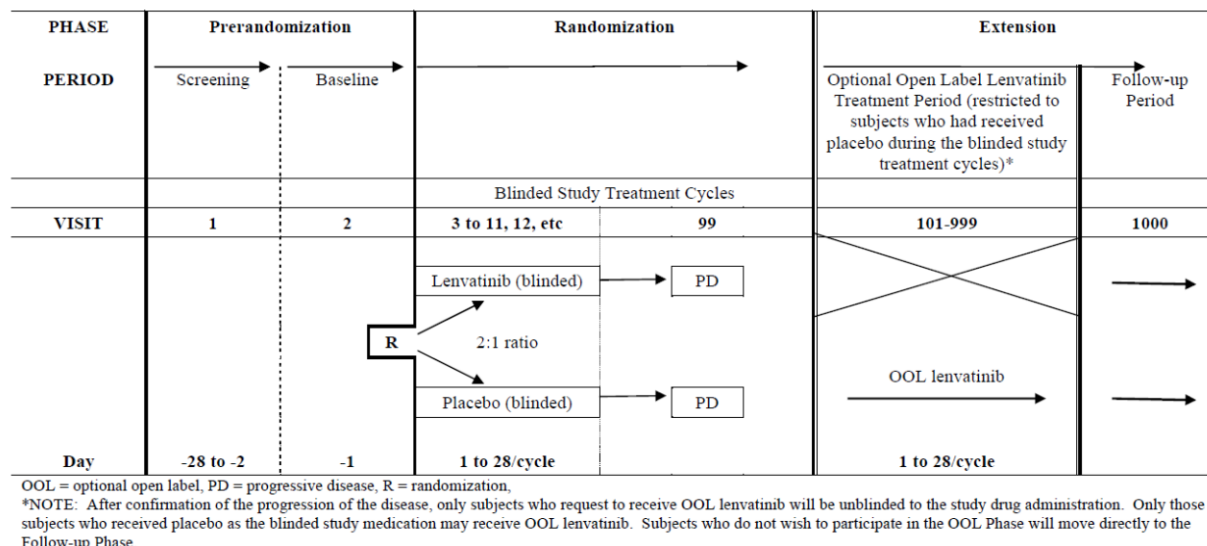 PHASE Prerandomization Randomization Extension
PERIOD Screening Baseline Optional Open Label Lenvatinib Follow-up
Treatment Period (restricted to Period
subjects who had received
placebo during the blinded study
treatment cycles)*
Blinded Study Treatment Cycles
VISIT 1 2 3 to 11, 12, etc 99 101-999 1000
Lenvatinib (blinded) PD
R 2:1 ratio
OOL lenvatinib
Placebo (blinded) PD
Day -28 to -2 -1 1 to 28/cycle 1 to 28/cycle
OOL = optional open label, PD = progressive disease, R = randomization,
*NOTE: After confirmation of the progression of the disease, only subjects who request to receive OOL lenvatinib will be unblinded to the study drug administration. Only those
subjects who received placebo as the blinded study medication may receive OOL lenvatinib. Subjects who do not wish to participate in the OOL Phase will move directly to the
Follow-up Phase